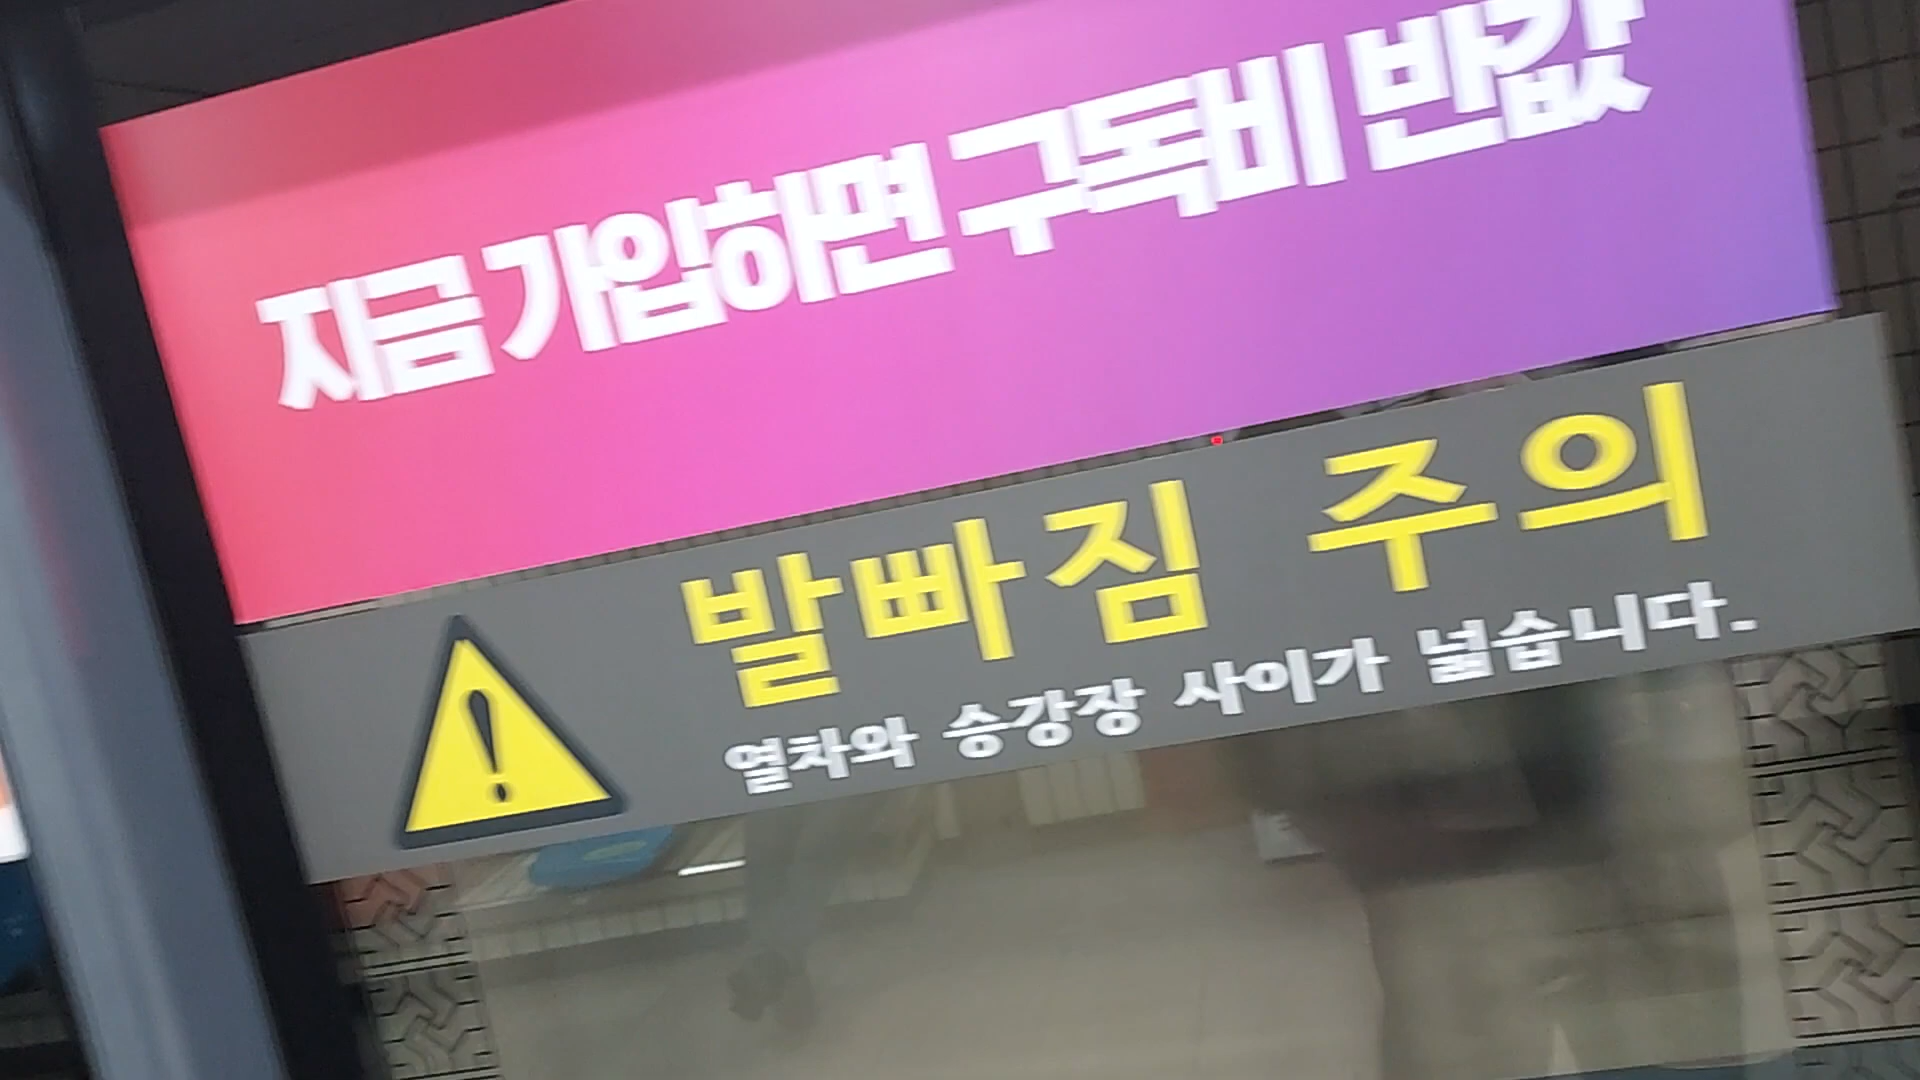 지금 가입하면 구독비 반값
발빠짐 주의
열차와 승강장 사이가 넓습니다.